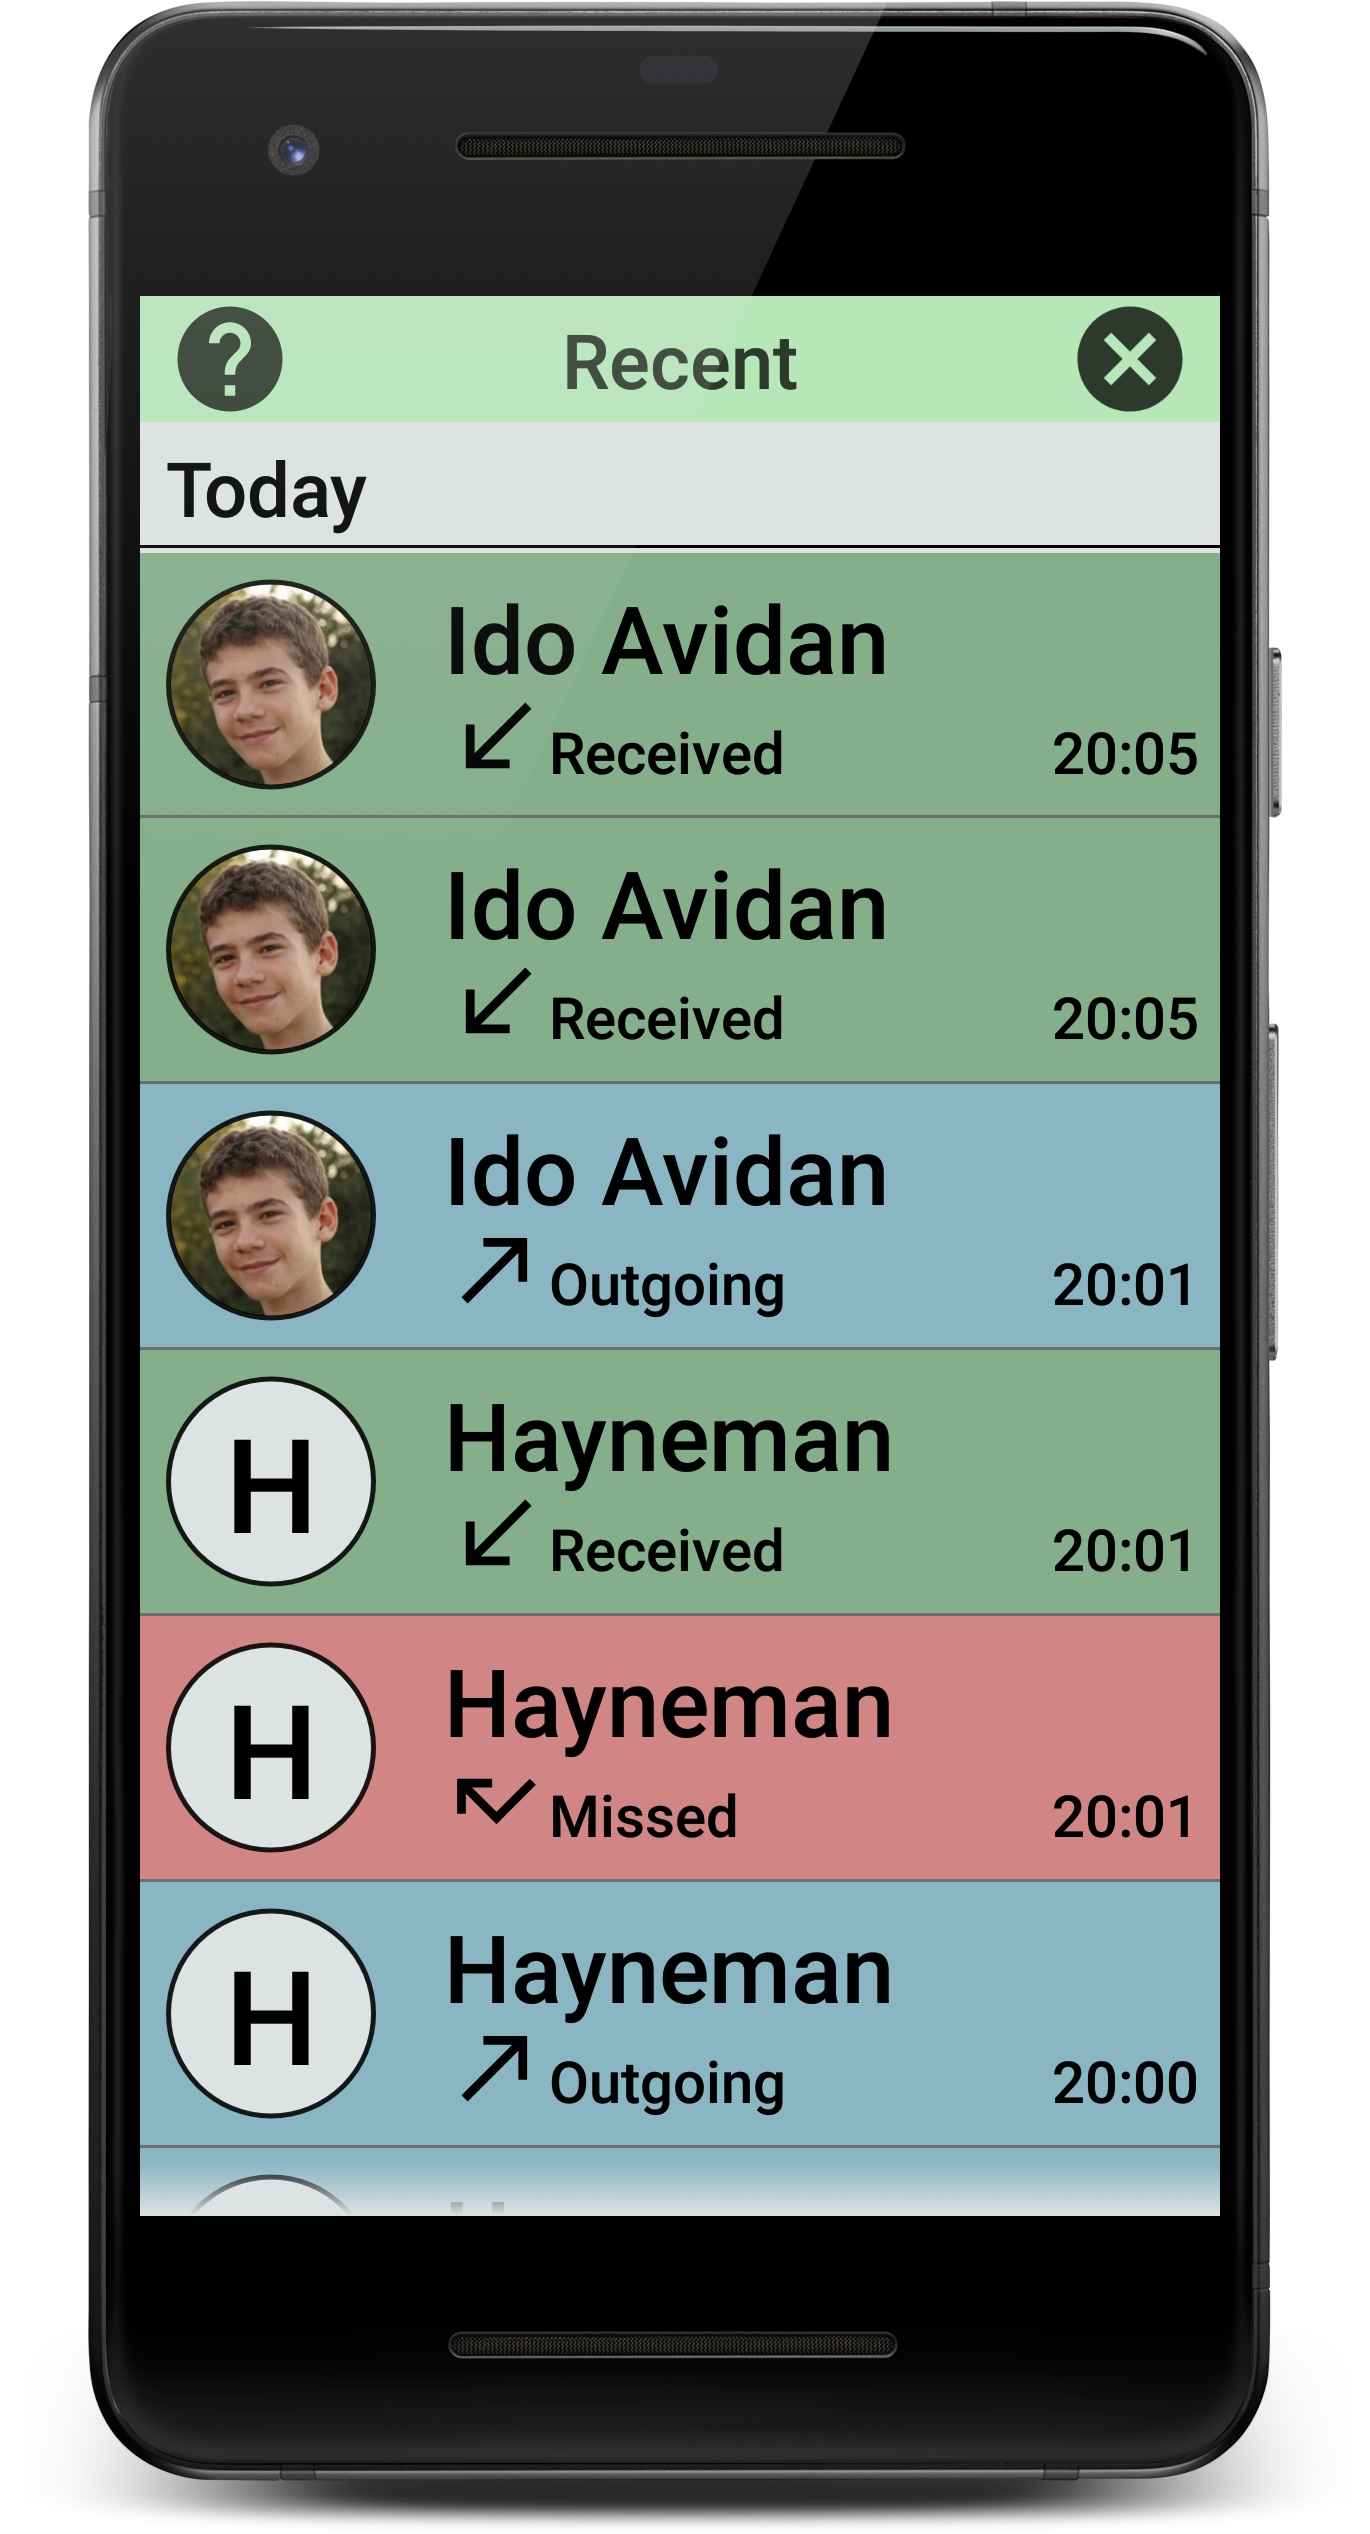 ?
Recent
Today
Ido Avidan
Received 20:05
Ido Avidan
Received 20:05
Ido Avidan
Outgoing 20:01
H
Hayneman
Received 20:01
H
Hayneman
Missed 20:01
H
Hayneman
Outgoing 20:00